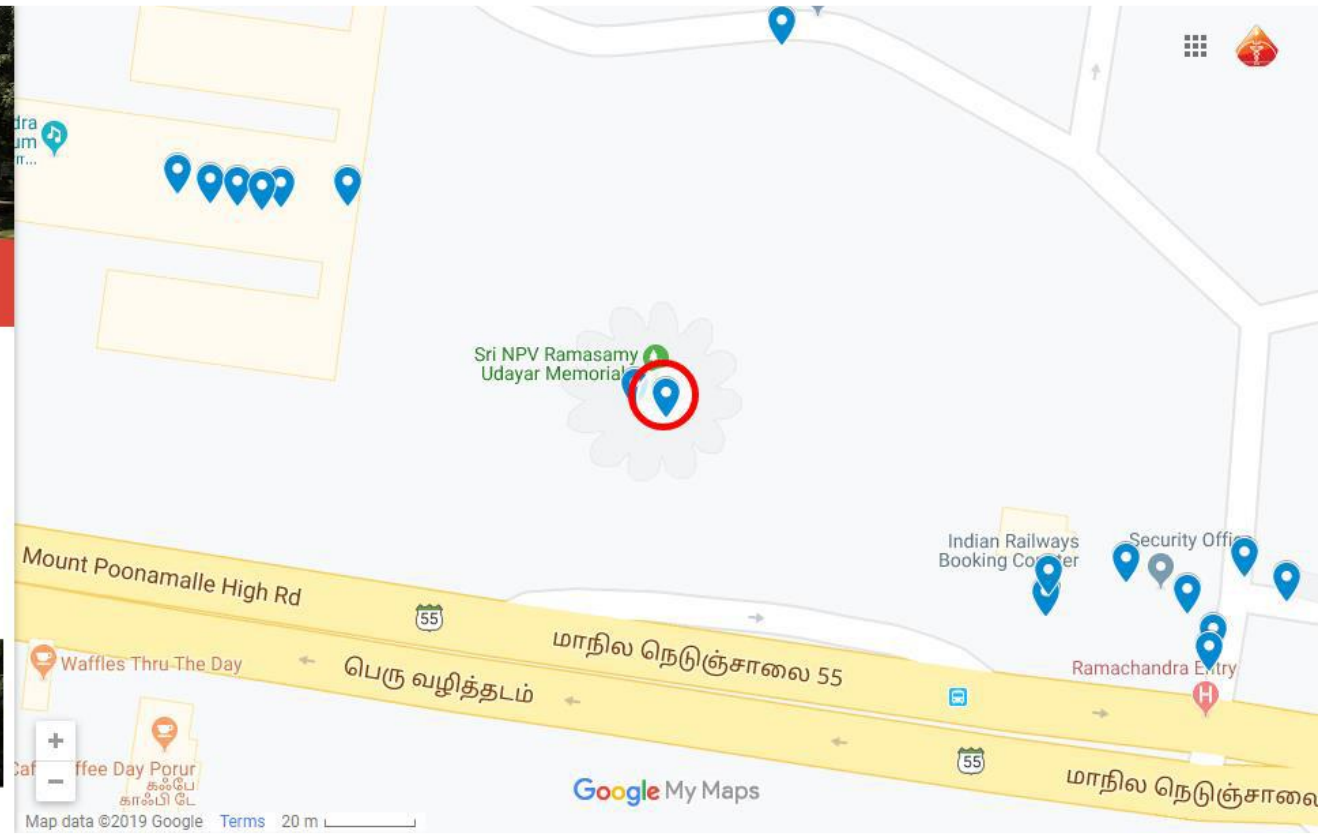 dra
um
Sri NPV Ramasamy
Udayar Memorial
Indian Railways
Booking Counter
Security Office
Mount Poonamalle High Rd
55
மாநில நெடுஞ்சாலை 55
Waffles Thru The Day
பெரு வழித்தடம்
Ramachandra Entry
H
55
மாநில நெடுஞ்சாலை
+
−
Coffee Day Porur
கஃபே
காஃபி டே
Google My Maps
Map data ©2019 Google Terms 20 m